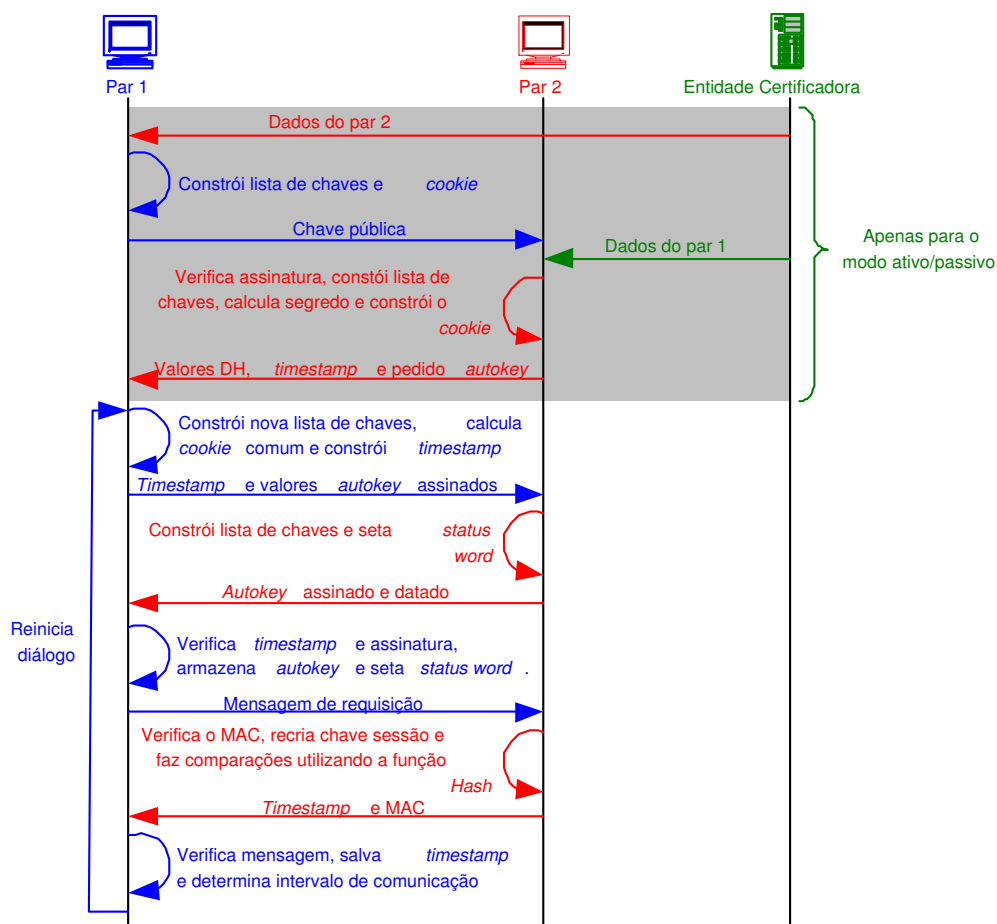 Par 1
Par 2
Entidade Certificadora
Dados do par 2
Constrói lista de chaves e cookie
Chave pública
Dados do par 1
Apenas para o
modo ativo/passivo
Verifica assinatura, constói lista de
chaves, calcula segredo e constrói o
cookie
Valores DH, timestamp e pedido autokey
Constrói nova lista de chaves, calcula
cookie comum e constrói timestamp
Timestamp e valores autokey assinados
Constrói lista de chaves e seta status
word
Autokey assinado e datado
Reinicia
diálogo
Verifica timestamp e assinatura,
armazena autokey e seta status word .
Mensagem de requisição
Verifica o MAC, recria chave sessão e
faz comparações utilizando a função
Hash
Timestamp e MAC
Verifica mensagem, salva timestamp
e determina intervalo de comunicação